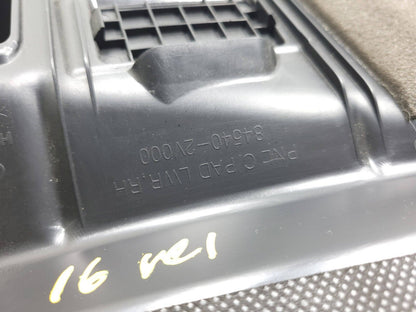 PNL C.PAD LWR,RH
84540-2V000
16 vel